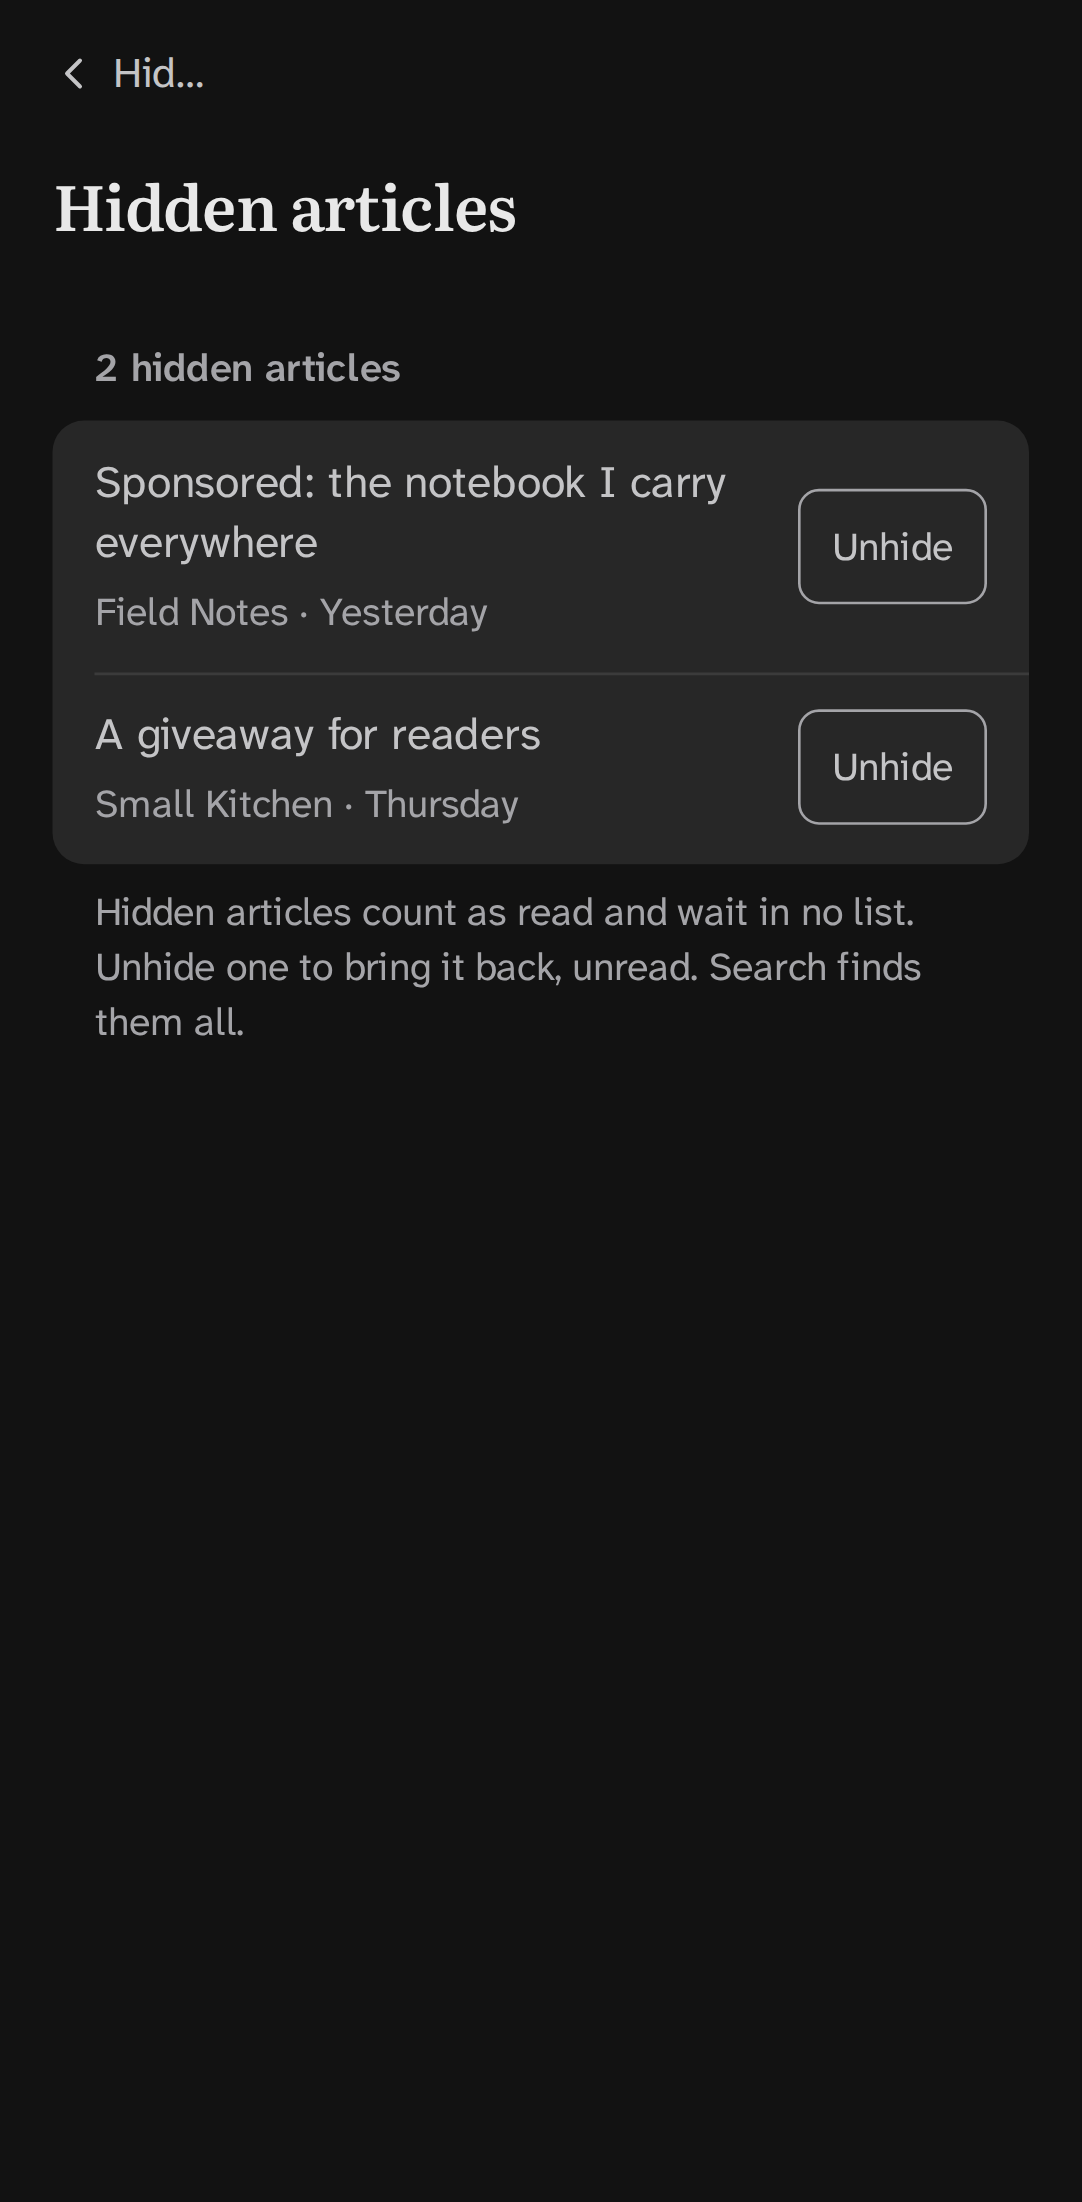 Hid...
Hidden articles
2 hidden articles
Sponsored: the notebook I carry
everywhere
Field Notes · Yesterday
Unhide
A giveaway for readers
Small Kitchen · Thursday
Unhide
Hidden articles count as read and wait in no list.
Unhide one to bring it back, unread. Search finds
them all.